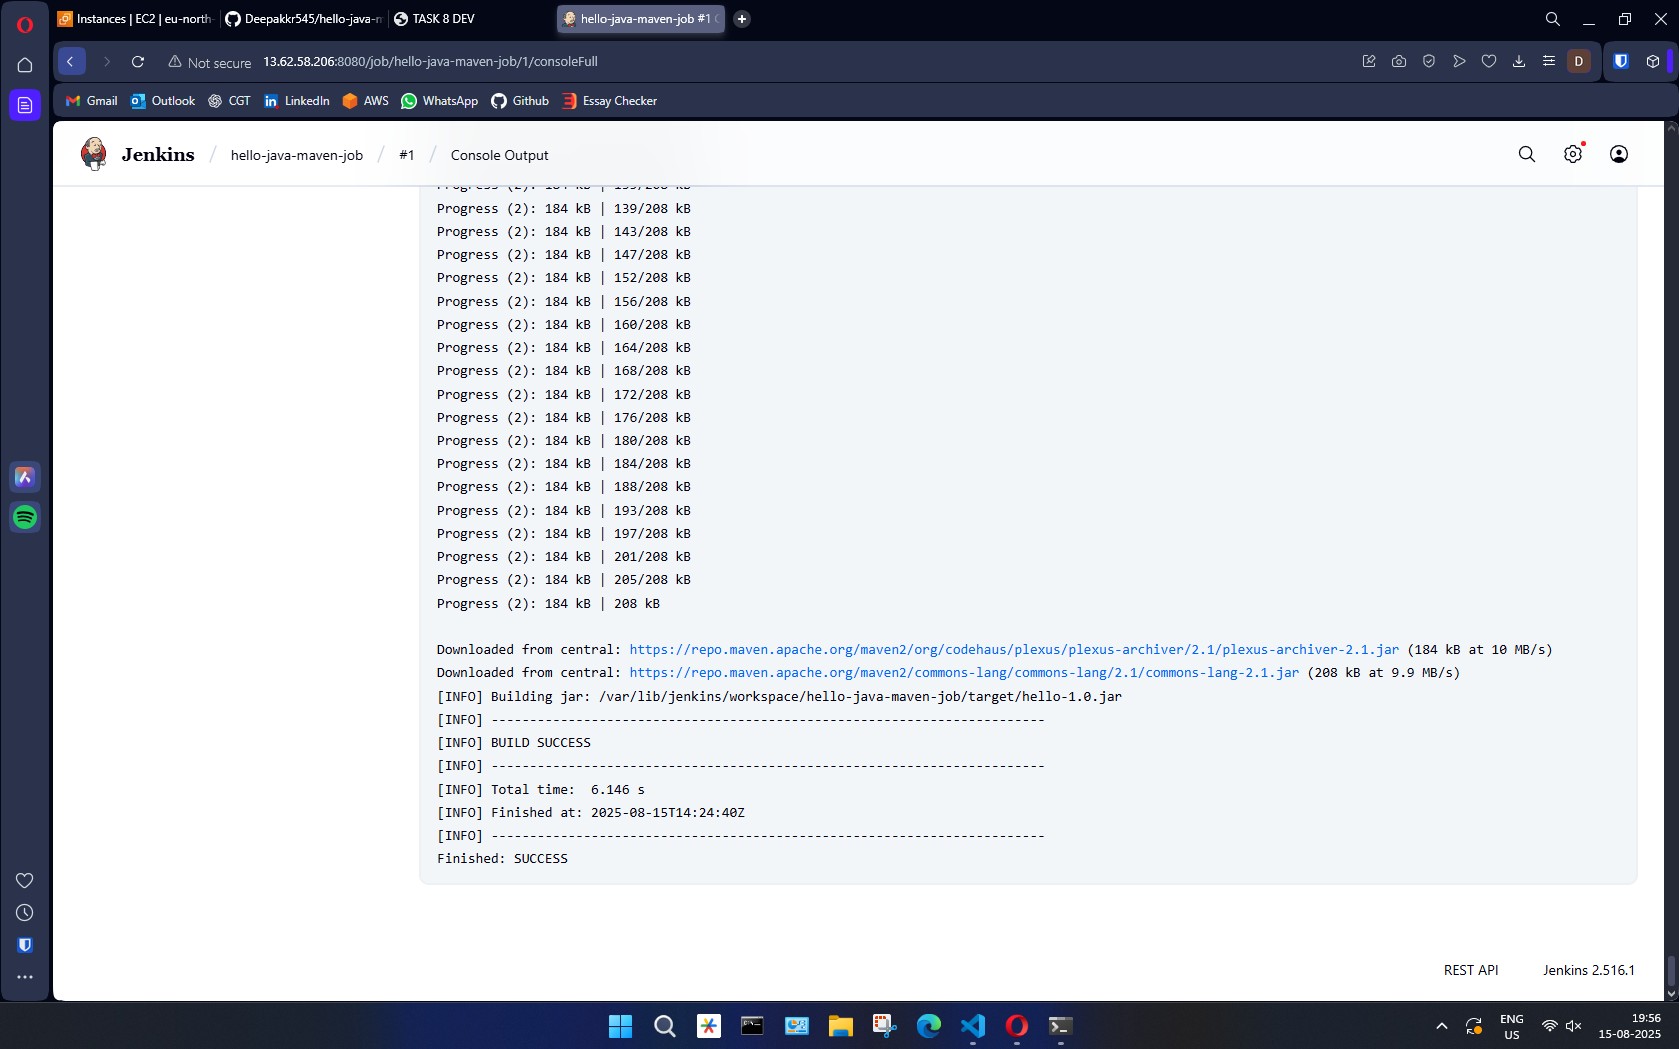 Instances | EC2 | eu-north-
Deepakkr545/hello-java-m
TASK 8 DEV
hello-java-maven-job #1
Not secure
13.62.58.206:8080/job/hello-java-maven-job/1/consoleFull
D
Gmail
Outlook
CGT
LinkedIn
AWS
WhatsApp
Github
Essay Checker
Jenkins / hello-java-maven-job / #1 / Console Output
Progress (2): 184 kB | 139/208 kB
Progress (2): 184 kB | 143/208 kB
Progress (2): 184 kB | 147/208 kB
Progress (2): 184 kB | 152/208 kB
Progress (2): 184 kB | 156/208 kB
Progress (2): 184 kB | 160/208 kB
Progress (2): 184 kB | 164/208 kB
Progress (2): 184 kB | 168/208 kB
Progress (2): 184 kB | 172/208 kB
Progress (2): 184 kB | 176/208 kB
Progress (2): 184 kB | 180/208 kB
Progress (2): 184 kB | 184/208 kB
Progress (2): 184 kB | 188/208 kB
Progress (2): 184 kB | 193/208 kB
Progress (2): 184 kB | 197/208 kB
Progress (2): 184 kB | 201/208 kB
Progress (2): 184 kB | 205/208 kB
Progress (2): 184 kB | 208 kB
Downloaded from central: https://repo.maven.apache.org/maven2/org/codehaus/plexus/plexus-archiver/2.1/plexus-archiver-2.1.jar (184 kB at 10 MB/s)
Downloaded from central: https://repo.maven.apache.org/maven2/commons-lang/commons-lang/2.1/commons-lang-2.1.jar (208 kB at 9.9 MB/s)
[INFO] Building jar: /var/lib/jenkins/workspace/hello-java-maven-job/target/hello-1.0.jar
[INFO] ------------------------------------------------------------------------
[INFO] BUILD SUCCESS
[INFO] ------------------------------------------------------------------------
[INFO] Total time:  6.146 s
[INFO] Finished at: 2025-08-15T14:24:40Z
[INFO] ------------------------------------------------------------------------
Finished: SUCCESS
REST API
Jenkins 2.516.1
ENG
US
19:56
15-08-2025